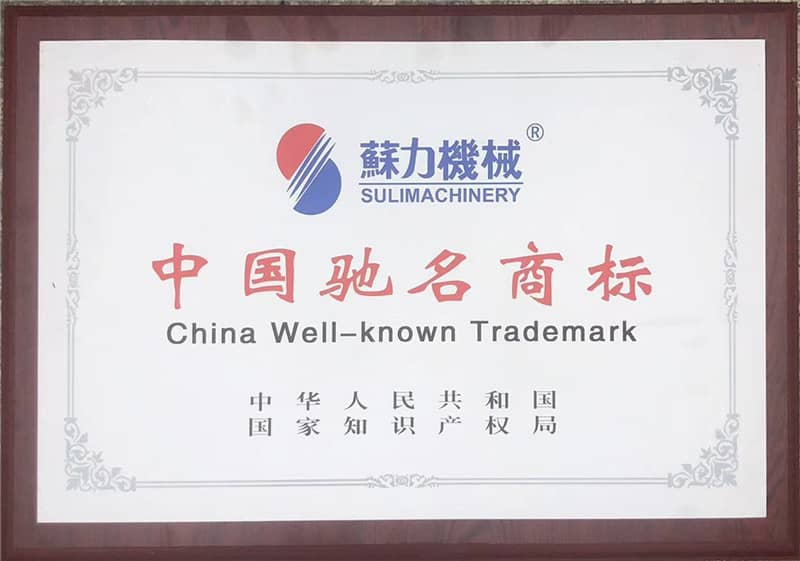 蘇力機械®
SULIMACHINERY
中国驰名商标
China Well-known Trademark
中华人民共和国
国家知识产权局